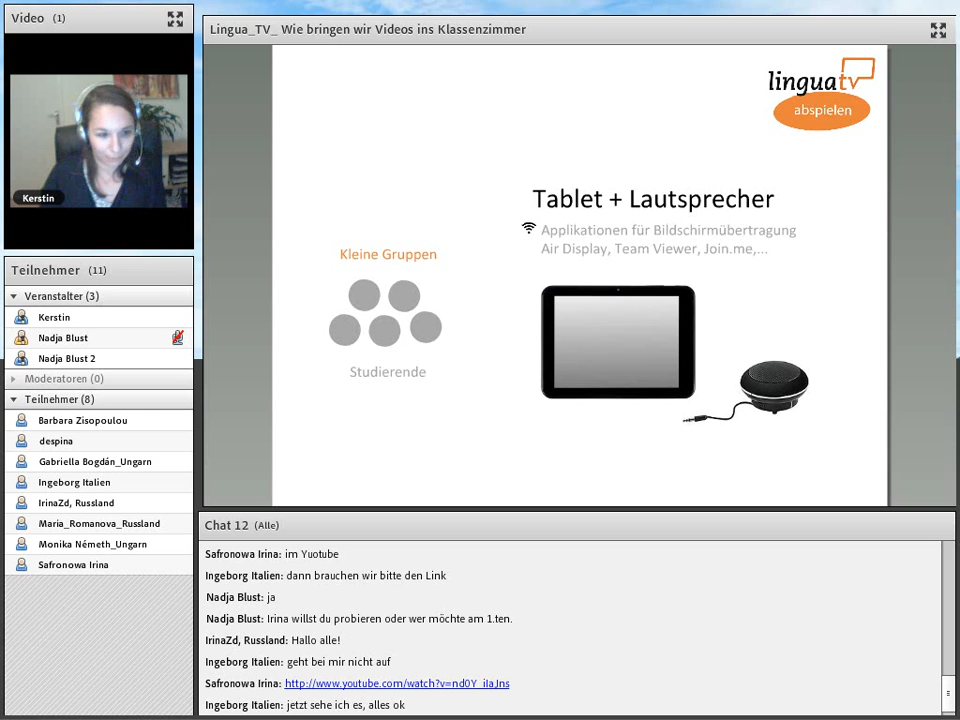 Video (1)
Kerstin
Teilnehmer (11)
Veranstalter (3)
Kerstin
Nadja Blust
Nadja Blust 2
Moderatoren (0)
Teilnehmer (8)
Barbara Zisopoulou
despina
Gabriella Bogdán_Ungarn
Ingeborg Italien
IrinaZd, Russland
Maria_Romanova_Russland
Monika Németh_Ungarn
Safronowa Irina
Lingua_TV_ Wie bringen wir Videos ins Klassenzimmer
linguatv
abspielen
Tablet + Lautsprecher
Applikationen für Bildschirmübertragung
Air Display, Team Viewer, Join.me,...
Kleine Gruppen
Studierende
Chat 12 (Alle)
Safronowa Irina: im Yuotube
Ingeborg Italien: dann brauchen wir bitte den Link
Nadja Blust: ja
Nadja Blust: Irina willst du probieren oder wer möchte am 1.ten.
IrinaZd, Russland: Hallo alle!
Ingeborg Italien: geht bei mir nicht auf
Safronowa Irina: http://www.youtube.com/watch?v=nd0Y_ilaJns
Ingeborg Italien: jetzt sehe ich es, alles ok